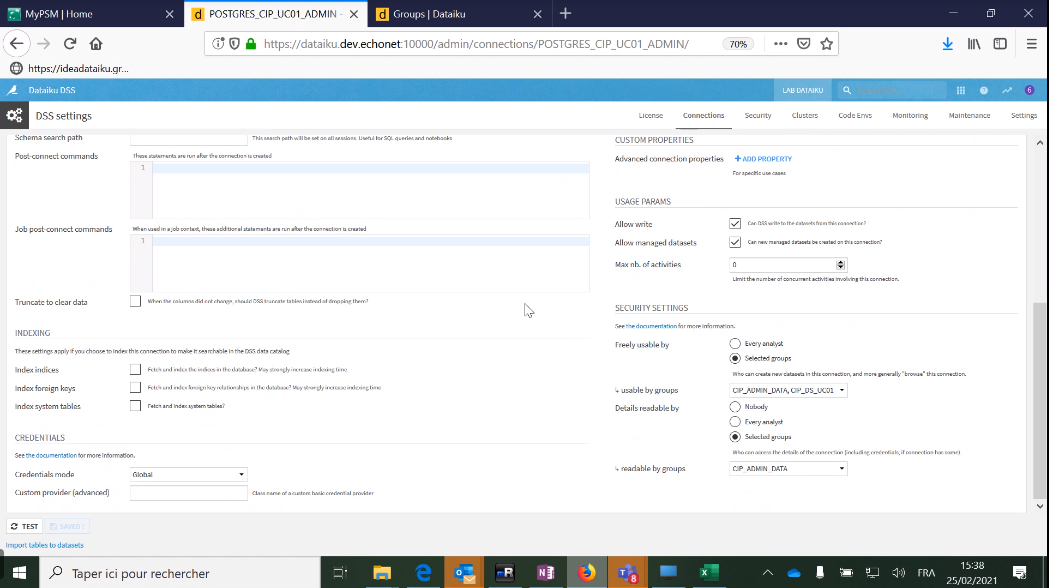 MyPSM | Home
POSTGRES_CIP_UC01_ADMIN -
Groups | Dataiku
https://dataiku.dev.echonet:10000/admin/connections/POSTGRES_CIP_UC01_ADMIN/
70%
https://ideadataiku.gr...
Dataiku DSS
LAB DATAIKU
6
DSS settings
License
Connections
Security
Clusters
Code Envs
Monitoring
Maintenance
Settings
Schema search path
This search path will be set on all sessions. Useful for SQL queries and notebooks
Post-connect commands
These statements are run after the connection is created
1
Job post-connect commands
When used in a job context, these additional statements are run after the connection is created
1
Truncate to clear data
When the columns did not change, should DSS truncate tables instead of dropping them?
INDEXING
These settings apply if you choose to index this connection to make it searchable in the DSS data catalog
Index indices
Fetch and index the indices in the database? May strongly increase indexing time
Index foreign keys
Fetch and index foreign key relationships in the database? May strongly increase indexing time
Index system tables
Fetch and index system tables?
CREDENTIALS
See the documentation for more information.
Credentials mode
Global
Custom provider (advanced)
Class name of a custom basic credential provider
CUSTOM PROPERTIES
Advanced connection properties
+ ADD PROPERTY
For specific use cases
USAGE PARAMS
Allow write
Can DSS write to the datasets from this connection?
Allow managed datasets
Can new managed datasets be created on this connection?
Max nb. of activities
0
Limit the number of concurrent activities involving this connection.
SECURITY SETTINGS
See the documentation for more information.
Freely usable by
Every analyst
Selected groups
Who can create new datasets in this connection, and more generally "browse" this connection.
↳ usable by groups
CIP_ADMIN_DATA, CIP_DS_UC01
Details readable by
Nobody
Every analyst
Selected groups
Who can access the details of the connection (including credentials, if connection has some)
↳ readable by groups
CIP_ADMIN_DATA
TEST
SAVED !
Import tables to datasets
Taper ici pour rechercher
8
FRA
15:38
25/02/2021